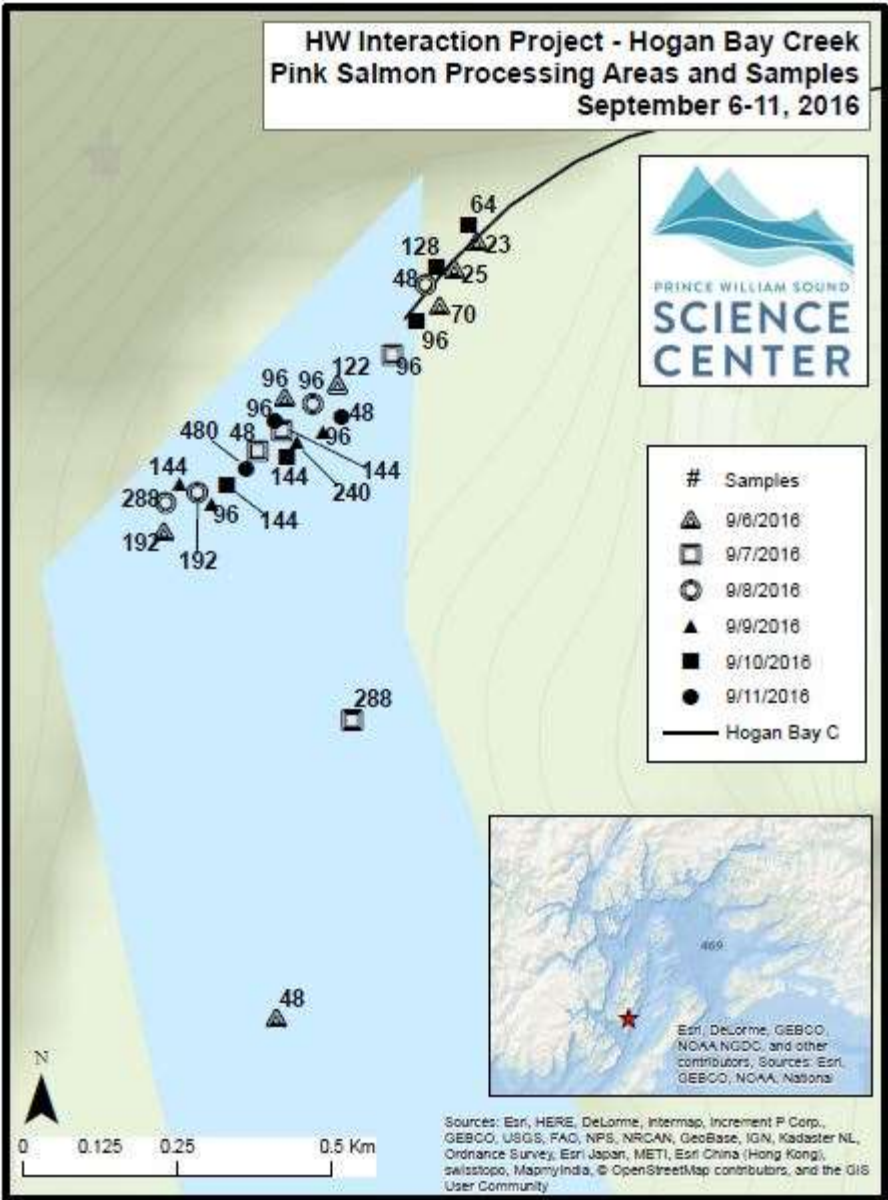 HW Interaction Project - Hogan Bay Creek
Pink Salmon Processing Areas and Samples
September 6-11, 2016
PRINCE WILLIAM SOUND
SCIENCE
CENTER
64
23
128
25
48
70
96
96
122
96
96
96
48
96
480
48
144
144
240
144
288
96
144
192
192
288
48
# Samples
9/6/2016
9/7/2016
9/8/2016
9/9/2016
9/10/2016
9/11/2016
Hogan Bay C
469
Esri, DeLorme, GEBCO,
NOAA NGDC, and other
contributors, Sources: Esri,
GEBCO, NOAA, National
N
0 0.125 0.25 0.5 Km
Sources: Esri, HERE, DeLorme, Intermap, Increment P Corp.,
GEBCO, USGS, FAO, NPS, NRCAN, GeoBase, IGN, Kadaster NL,
Ordnance Survey, Esri Japan, METI, Esri China (Hong Kong),
swisstopo, MapmyIndia, © OpenStreetMap contributors, and the GIS
User Community